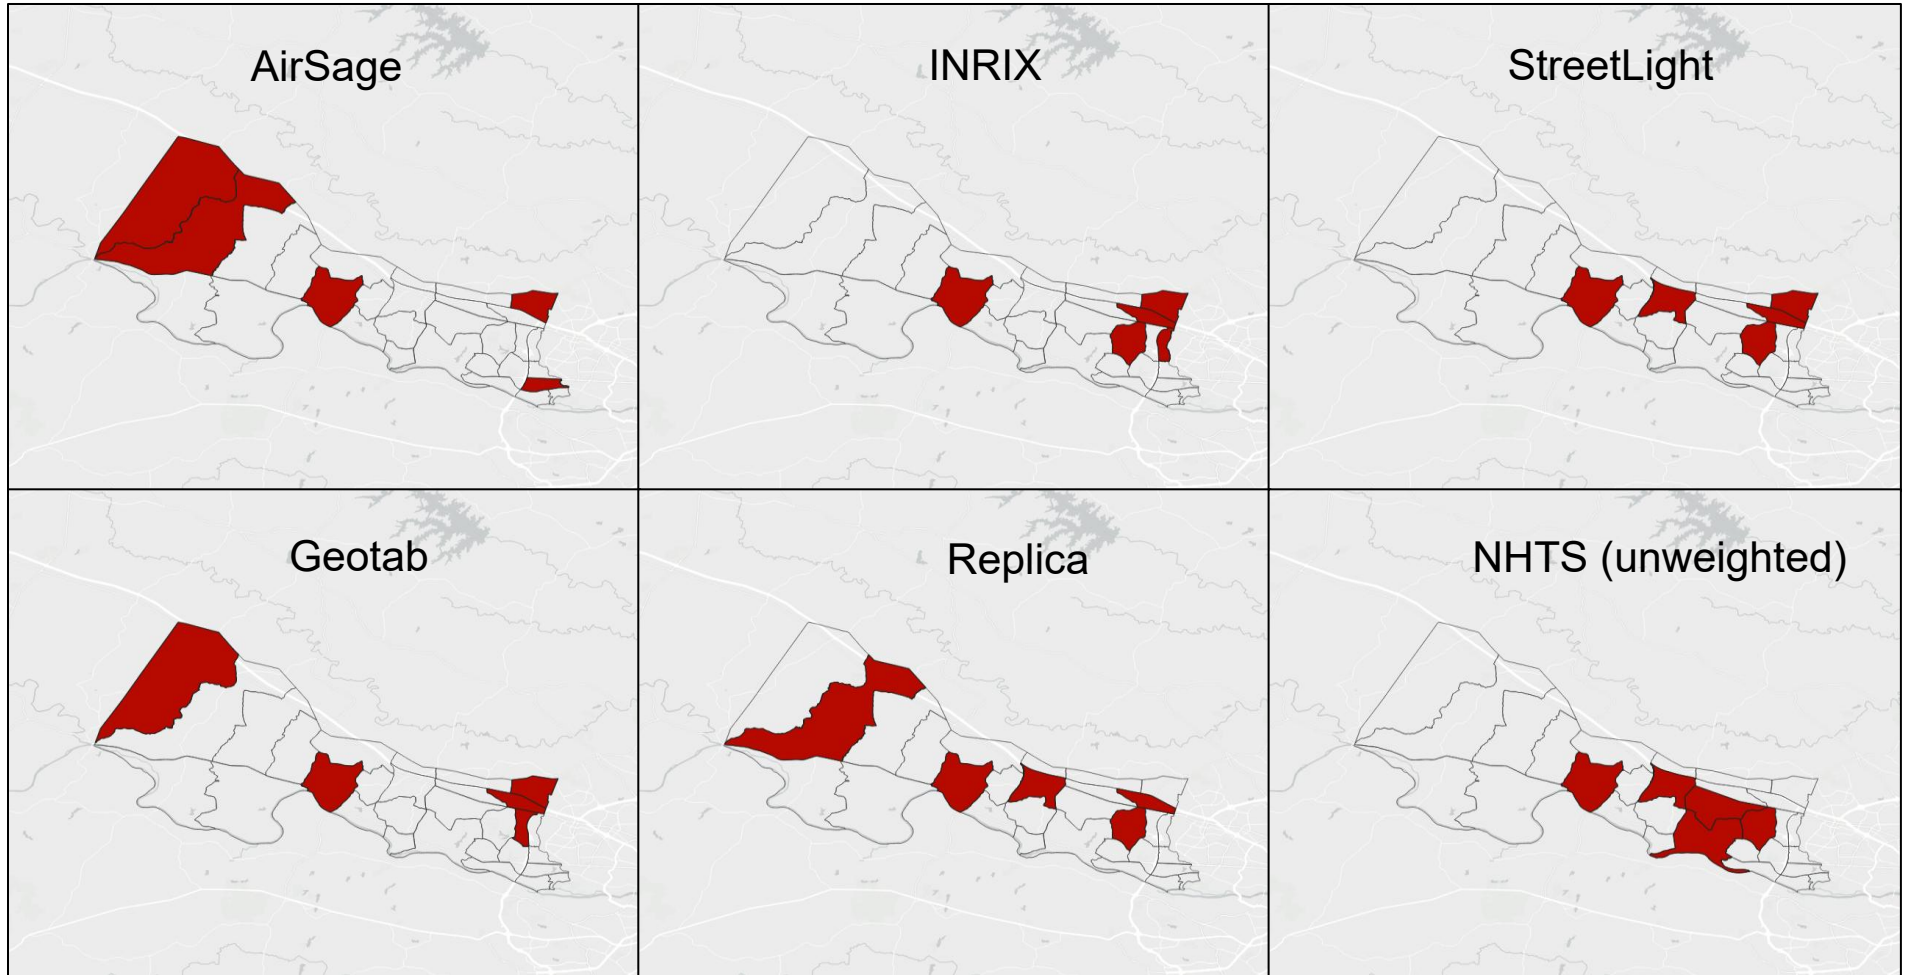 AirSage
INRIX
StreetLight
Geotab
Replica
NHTS (unweighted)